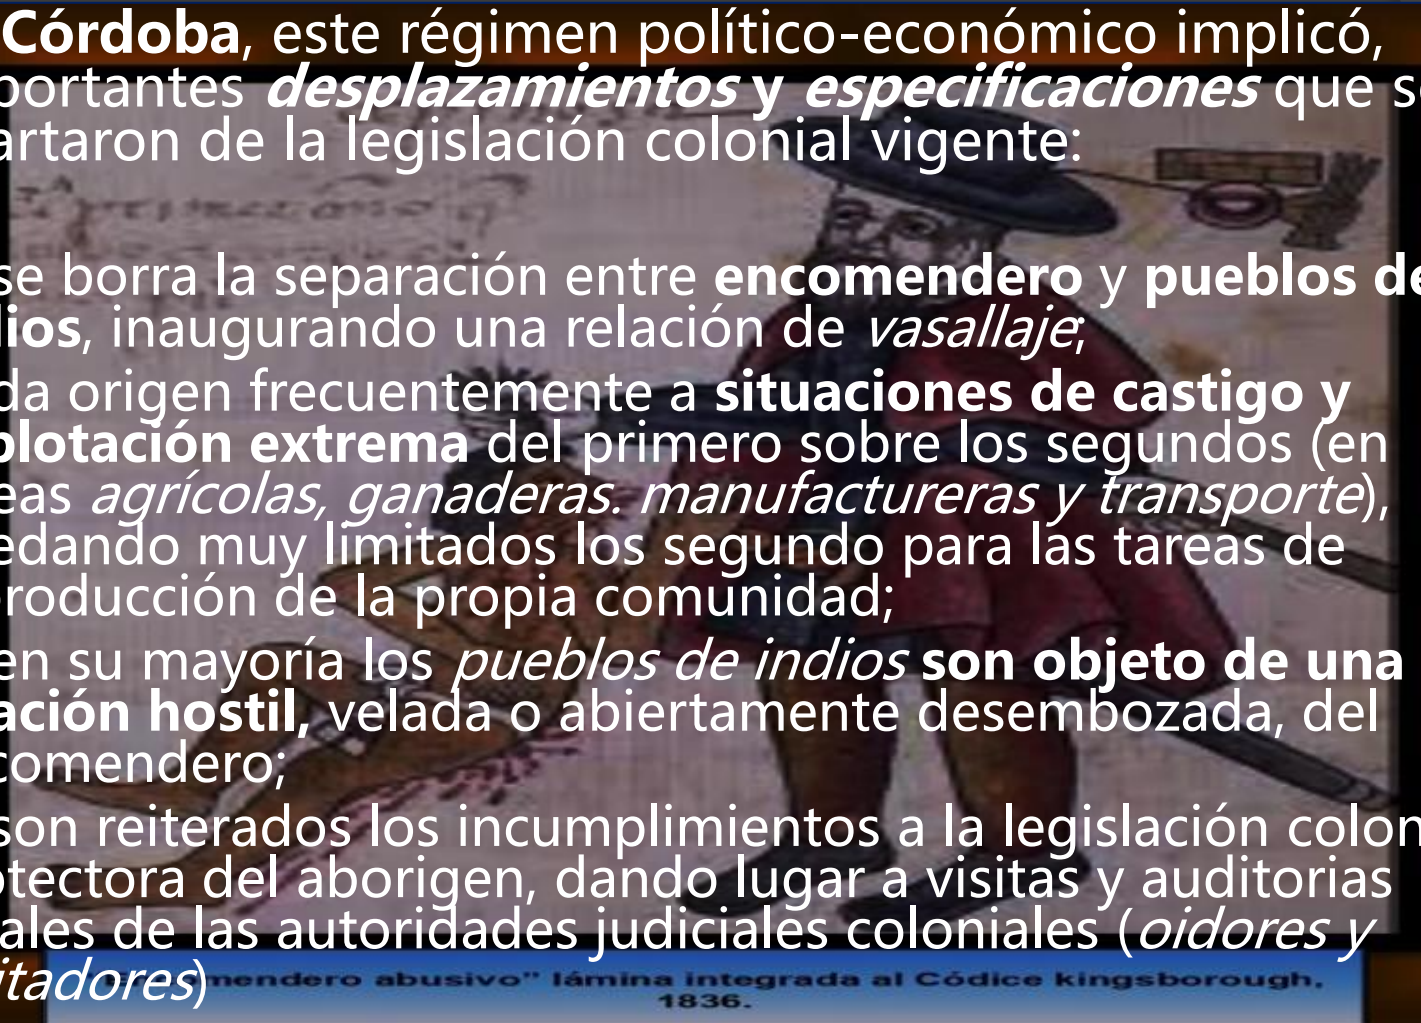 Córdoba, este régimen político-económico implicó,
portantes desplazamientos y especificaciones que s
artaron de la legislación colonial vigente:
se borra la separación entre encomendero y pueblos de
ios, inaugurando una relación de vasallaje;
da origen frecuentemente a situaciones de castigo y
plotación extrema del primero sobre los segundos (en
eas agrícolas, ganaderas. manufactureras y transporte),
edando muy limitados los segundo para las tareas de
roducción de la propia comunidad;
en su mayoría los pueblos de indios son objeto de una
ación hostil, velada o abiertamente desembozada, del
comendero;
son reiterados los incumplimientos a la legislación colon
otectora del aborigen, dando lugar a visitas y auditorias
ales de las autoridades judiciales coloniales (oidores y
itadores)
mendero abusivo" lámina integrada al Códice kingsborough,
1836.